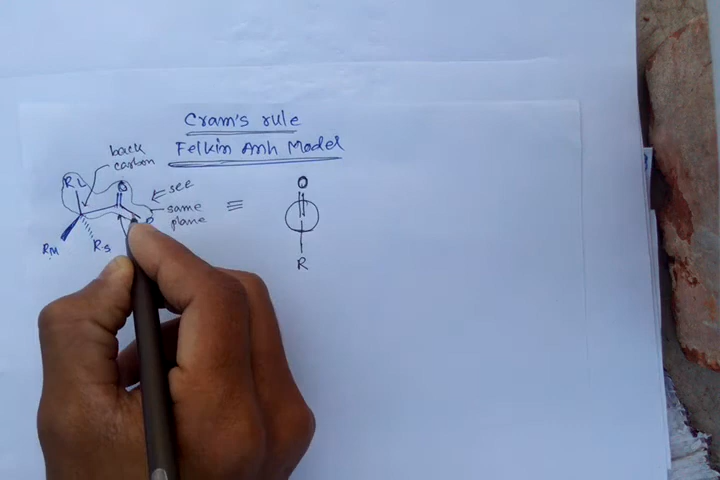 Cram's rule
Felkin Anh Model
back
carbon
RL
O
see
same
plane
R
RM
RS
≡
O
R